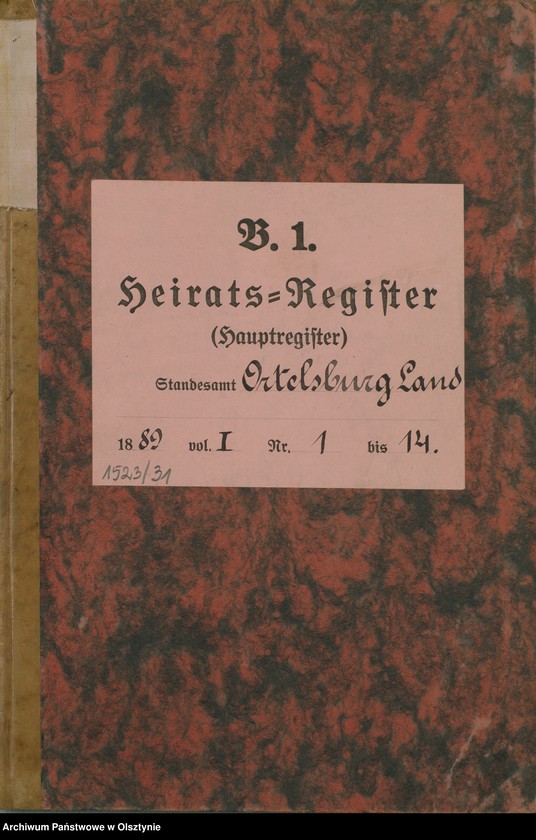 B. 1.
Heirats=Register
(Hauptregister)
Standesamt Ortelsburg Land
1889 vol. I Nr. 1 bis 14.
1523/31
Archiwum Państwowe w Olsztynie